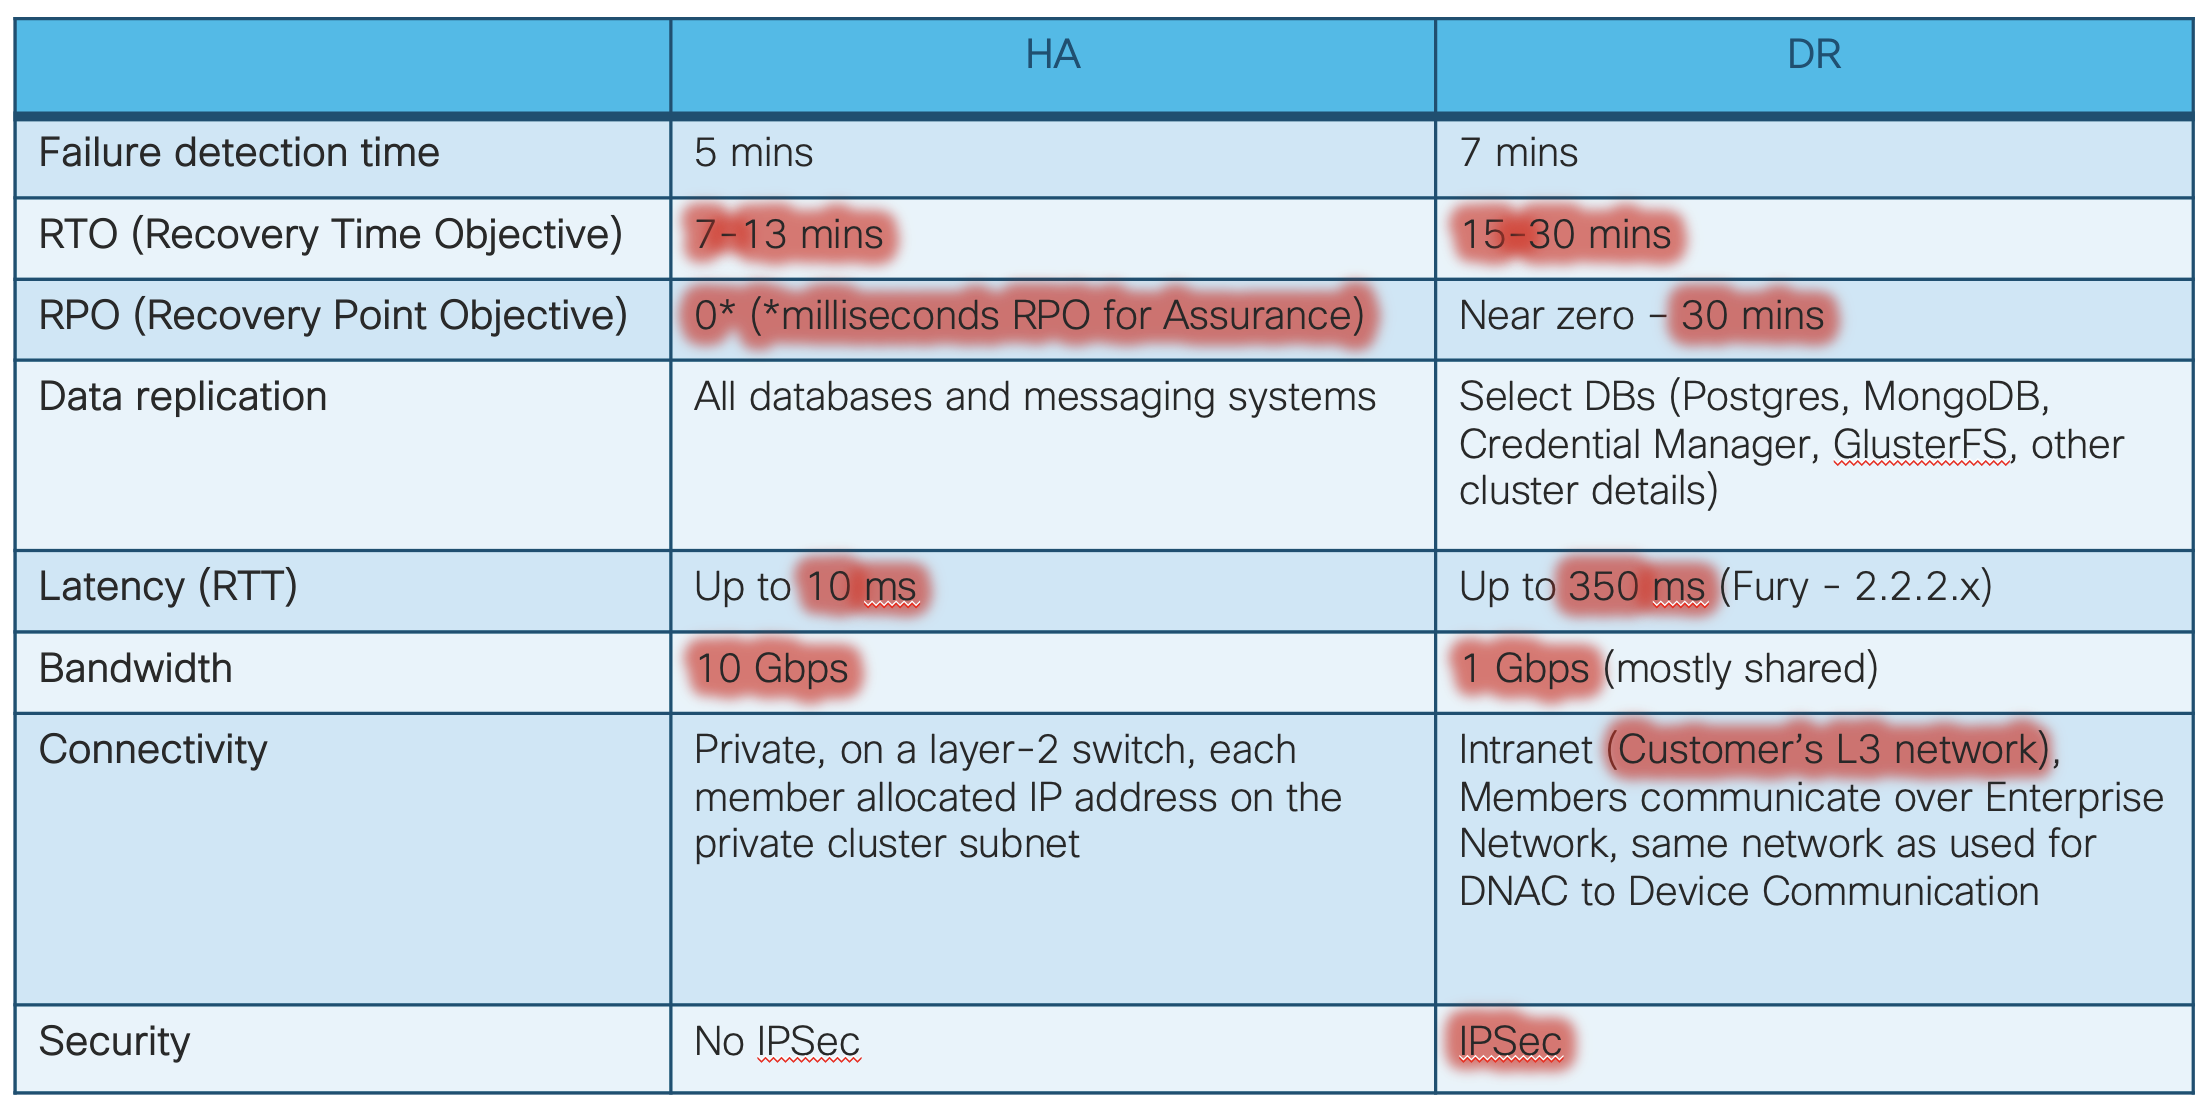 HA
DR
Failure detection time
5 mins
7 mins
RTO (Recovery Time Objective)
7-13 mins
15-30 mins
RPO (Recovery Point Objective)
0* (*milliseconds RPO for Assurance)
Near zero - 30 mins
Data replication
All databases and messaging systems
Select DBs (Postgres, MongoDB,
Credential Manager, GlusterFS, other
cluster details)
Latency (RTT)
Up to 10 ms
Up to 350 ms (Fury - 2.2.2.x)
Bandwidth
10 Gbps
1 Gbps (mostly shared)
Connectivity
Private, on a layer-2 switch, each
member allocated IP address on the
private cluster subnet
Intranet (Customer’s L3 network),
Members communicate over Enterprise
Network, same network as used for
DNAC to Device Communication
Security
No IPSec
IPSec